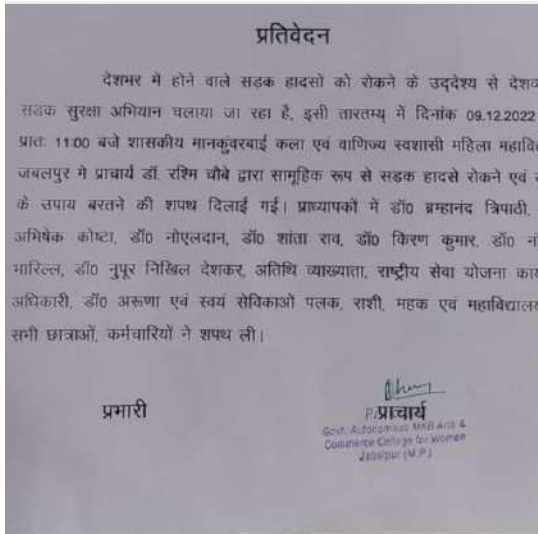 प्रतिवेदन
देशभर में होने वाले सड़क हादसों को रोकने के उद्देश्य से
सड़क सुरक्षा अभियान चलाया जा रहा है, इसी तारतम्य में दिनांक 09.12.2022
प्रातः 11:00 बजे शासकीय मानकुंवरबाई कला एवं वाणिज्य स्वशासी महिला
जबलपुर मे प्राचार्य डॉ. रश्मि चौबे द्वारा सामूहिक रूप से सड़क हादसे रोकने एवं
के उपाय बरतने की शपथ दिलाई गई। प्राध्यापकों में डॉ0 ब्रम्हानंद त्रिपाठी,
अभिषेक कोष्टा, डॉ0 नोएलदान, डॉ0 शांता राव, डॉ0 किरण कुमार, डॉ0
भारिल्ल, डॉ0 नुपूर निखिल देशकर, अतिथि व्याख्याता, राष्ट्रीय सेवा योजना
अधिकारी, डॉ0 अरूणा एवं स्वयं सेविकाओं पलक, राशी, महक एवं
सभी छात्राओं, कर्मचारियों ने शपथ ली।
प्रभारी
प्राचार्य
Govt. Autonomous MKB Arts &
Commerce College for Women
Jabalpur (M.P.)